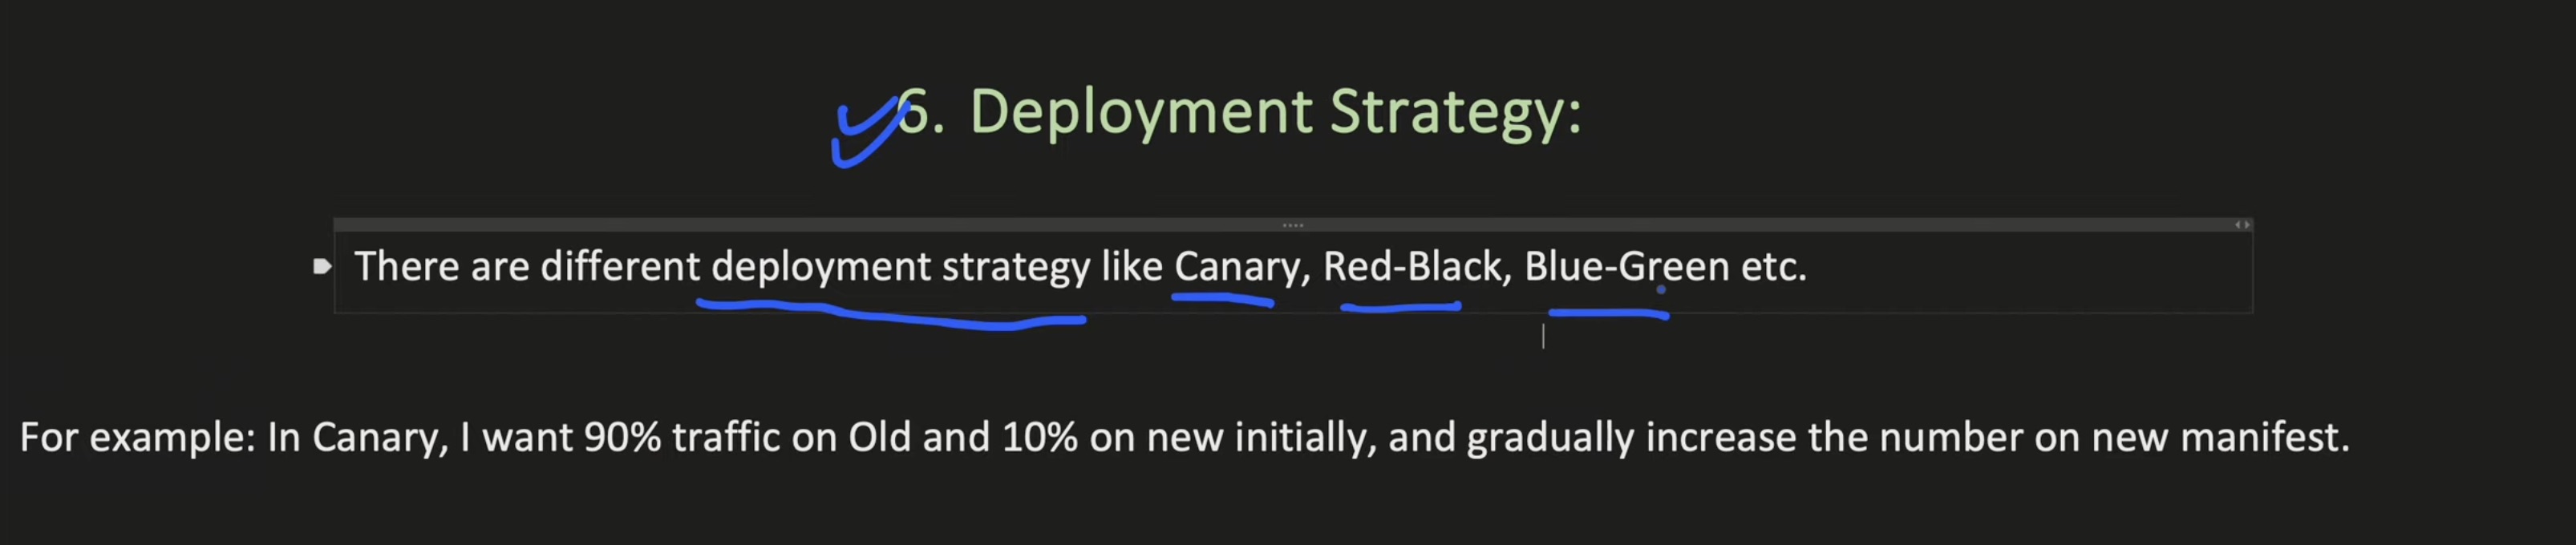 6. Deployment Strategy:
There are different deployment strategy like Canary, Red-Black, Blue-Green etc.
For example: In Canary, I want 90% traffic on Old and 10% on new initially, and gradually increase the number on new manifest.